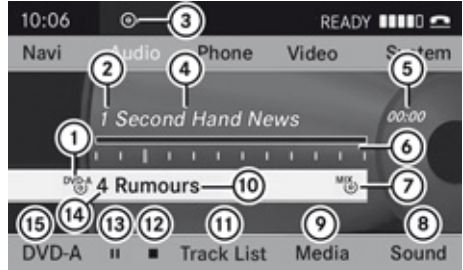 10:06 3 READY
Navi Audio Phone Video System
2 4 5
1 Second Hand News 00:00
1 6
DVD-A 4 Rumours 10 MIX 7
14
15 13 12 11 9 8
DVD-A Track List Media Sound